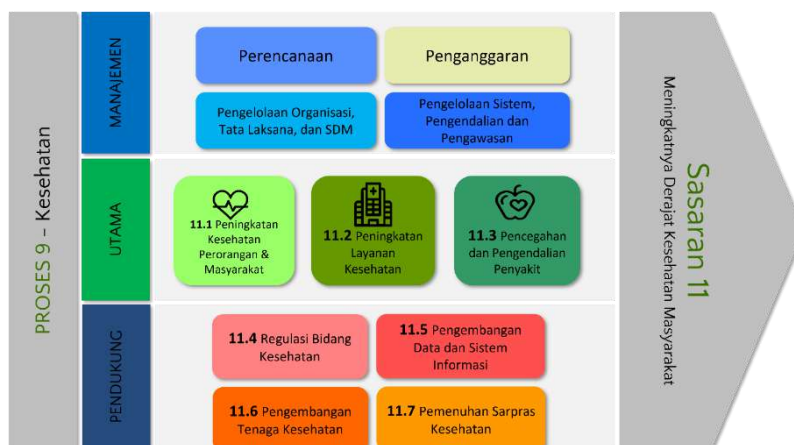 PROSES 9 – Kesehatan
MANAJEMEN
Perencanaan
Penganggaran
Pengelolaan Organisasi,
Tata Laksana, dan SDM
Pengelolaan Sistem,
Pengendalian dan
Pengawasan
UTAMA
11.1 Peningkatan
Kesehatan
Perorangan &
Masyarakat
11.2 Peningkatan
Layanan
Kesehatan
11.3 Pencegahan
dan Pengendalian
Penyakit
PENDUKUNG
11.4 Regulasi Bidang
Kesehatan
11.5 Pengembangan
Data dan Sistem
Informasi
11.6 Pengembangan
Tenaga Kesehatan
11.7 Pemenuhan Sarpras
Kesehatan
Sasaran 11
Meningkatnya Derajat Kesehatan Masyarakat